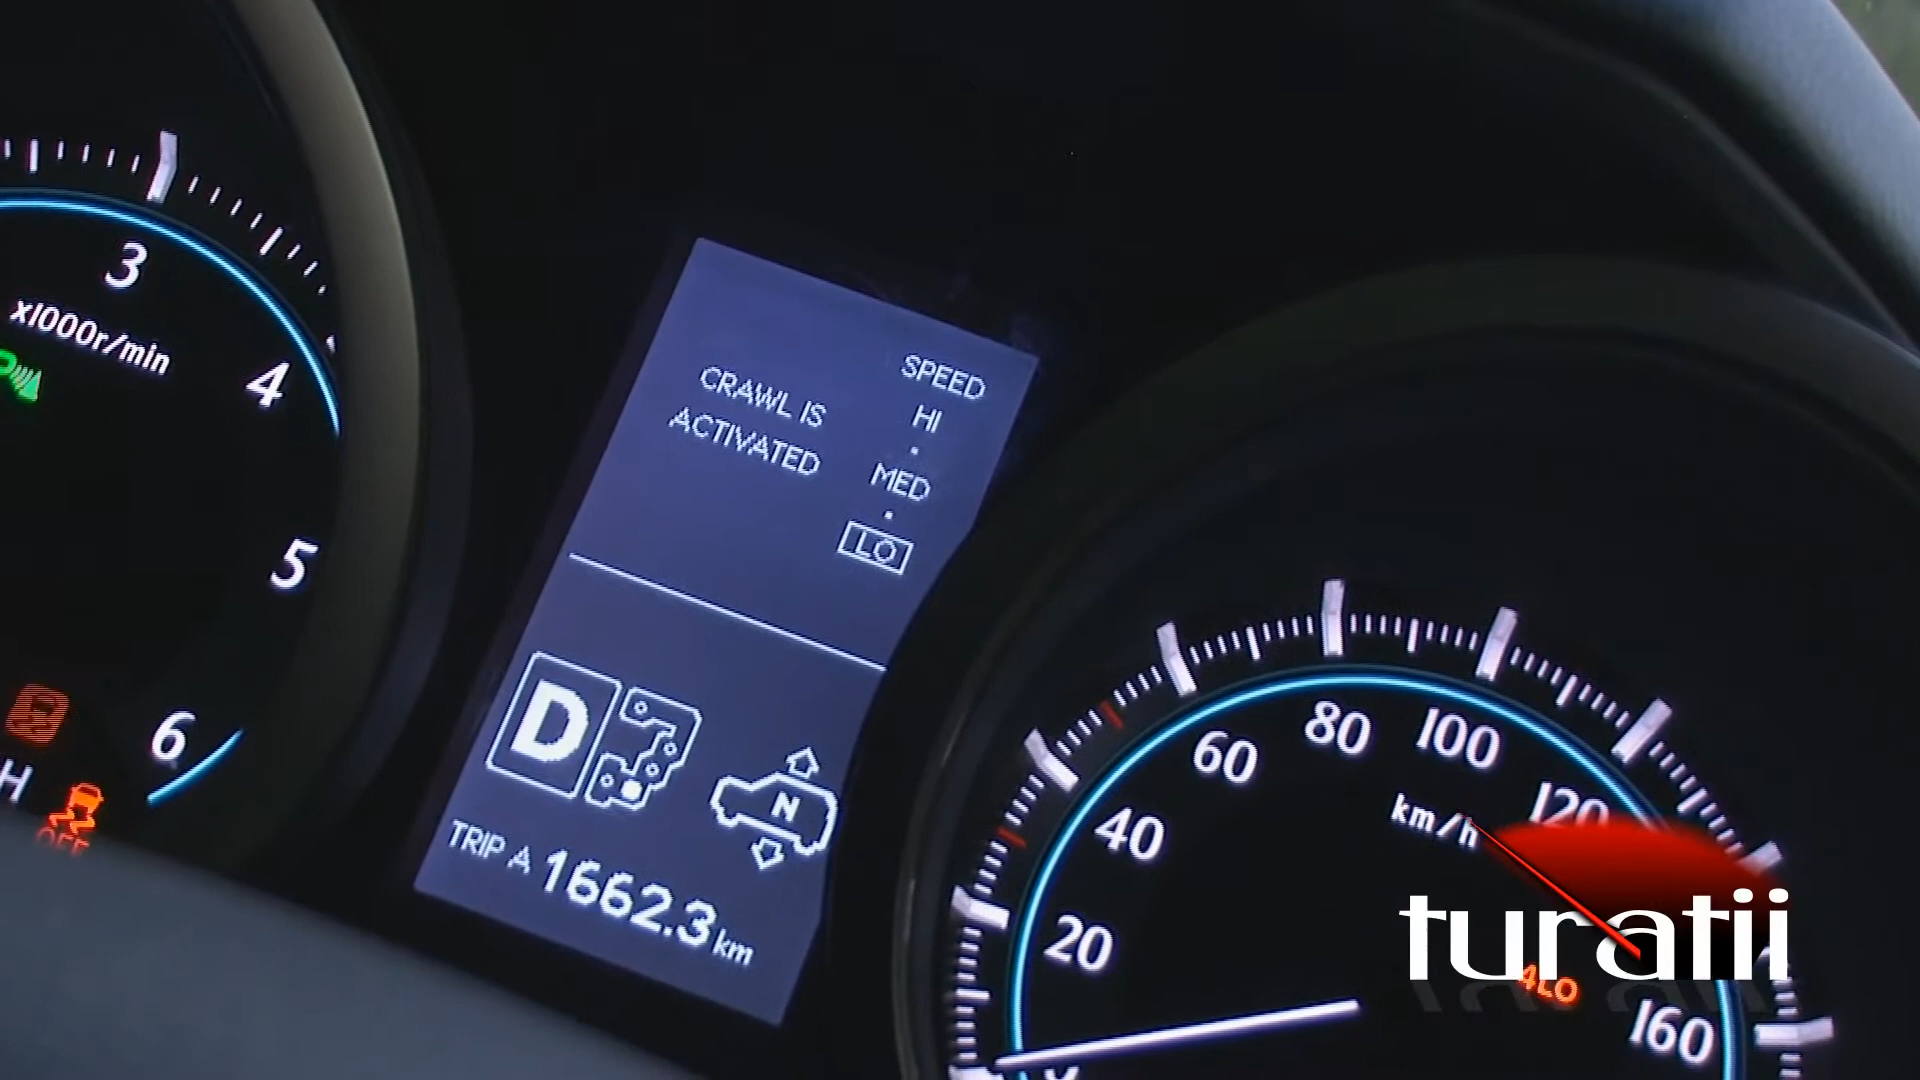 3
x1000r/min
4
5
6
H
OFF
SPEED
CRAWL IS
HI
ACTIVATED
MED
LO
D
N
TRIP A 1662.3 km
20
40
60
80
100
120
160
km/h
turatii
4LO